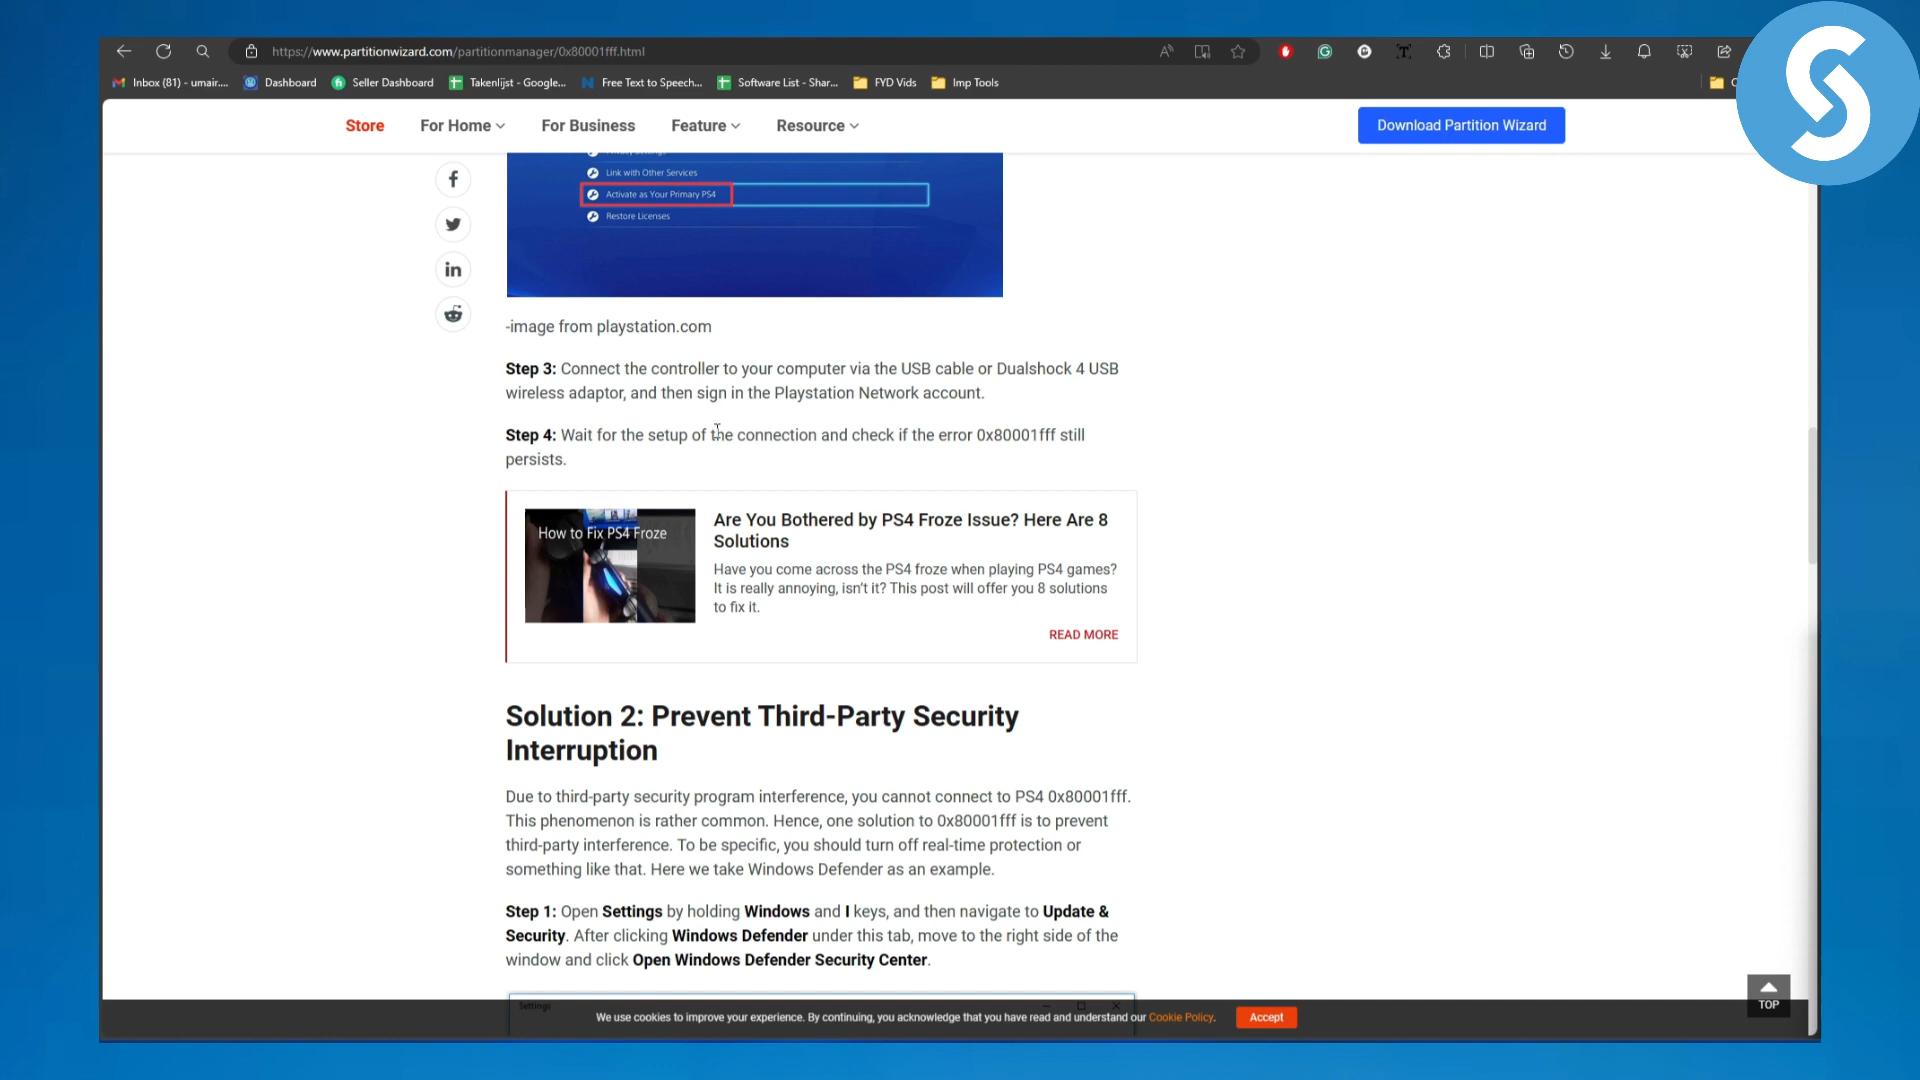 https://www.partitionwizard.com/partitionmanager/0x80001fff.html
Inbox (81) - umair.... Dashboard Seller Dashboard Takenlijst - Google... Free Text to Speech... Software List - Shar... FYD Vids Imp Tools
Store For Home For Business Feature Resource Download Partition Wizard
Link with Other Services
Activate as Your Primary PS4
Restore Licenses
-image from playstation.com
Step 3: Connect the controller to your computer via the USB cable or Dualshock 4 USB
wireless adaptor, and then sign in the Playstation Network account.
Step 4: Wait for the setup of the connection and check if the error 0x80001fff still
persists.
How to Fix PS4 Froze
Are You Bothered by PS4 Froze Issue? Here Are 8
Solutions
Have you come across the PS4 froze when playing PS4 games?
It is really annoying, isn't it? This post will offer you 8 solutions
to fix it.
READ MORE
Solution 2: Prevent Third-Party Security
Interruption
Due to third-party security program interference, you cannot connect to PS4 0x80001fff.
This phenomenon is rather common. Hence, one solution to 0x80001fff is to prevent
third-party interference. To be specific, you should turn off real-time protection or
something like that. Here we take Windows Defender as an example.
Step 1: Open Settings by holding Windows and I keys, and then navigate to Update &
Security. After clicking Windows Defender under this tab, move to the right side of the
window and click Open Windows Defender Security Center.
Settings
TOP
We use cookies to improve your experience. By continuing, you acknowledge that you have read and understand our Cookie Policy. Accept